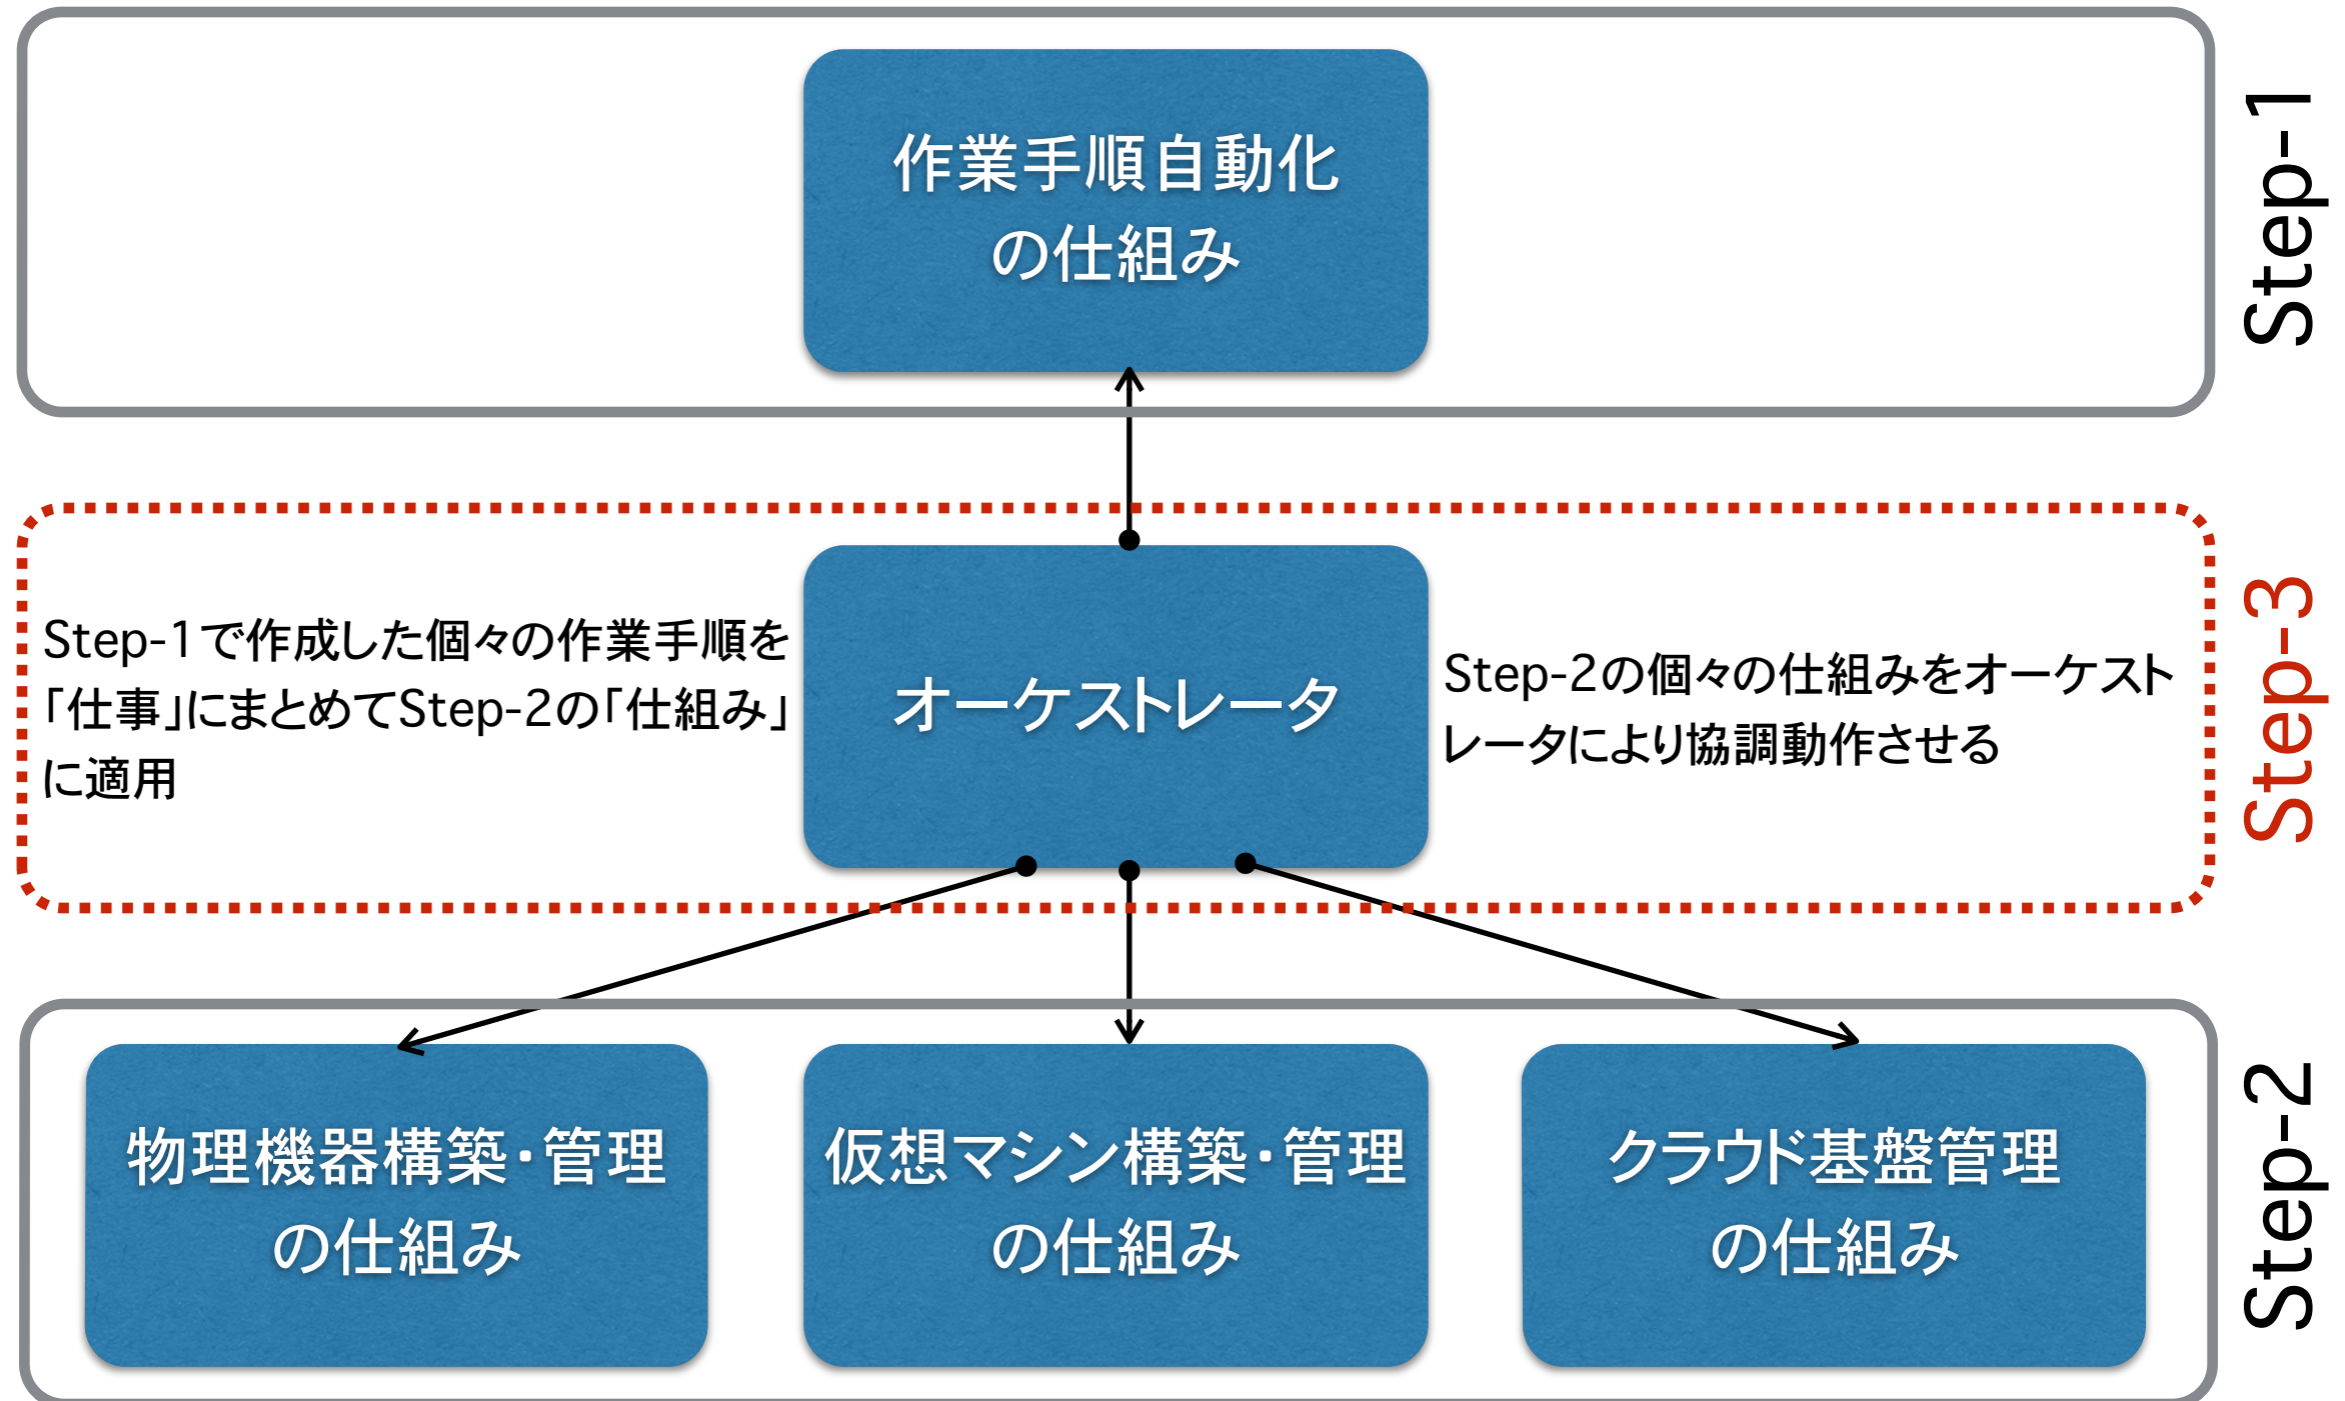 作業手順自動化
の仕組み
Step-1
Step-1で作成した個々の作業手順を
「仕事」にまとめてStep-2の「仕組み」
に適用
オーケストレータ
Step-2の個々の仕組みをオーケスト
レータにより協調動作させる
Step-3
物理機器構築・管理
の仕組み
仮想マシン構築・管理
の仕組み
クラウド基盤管理
の仕組み
Step-2